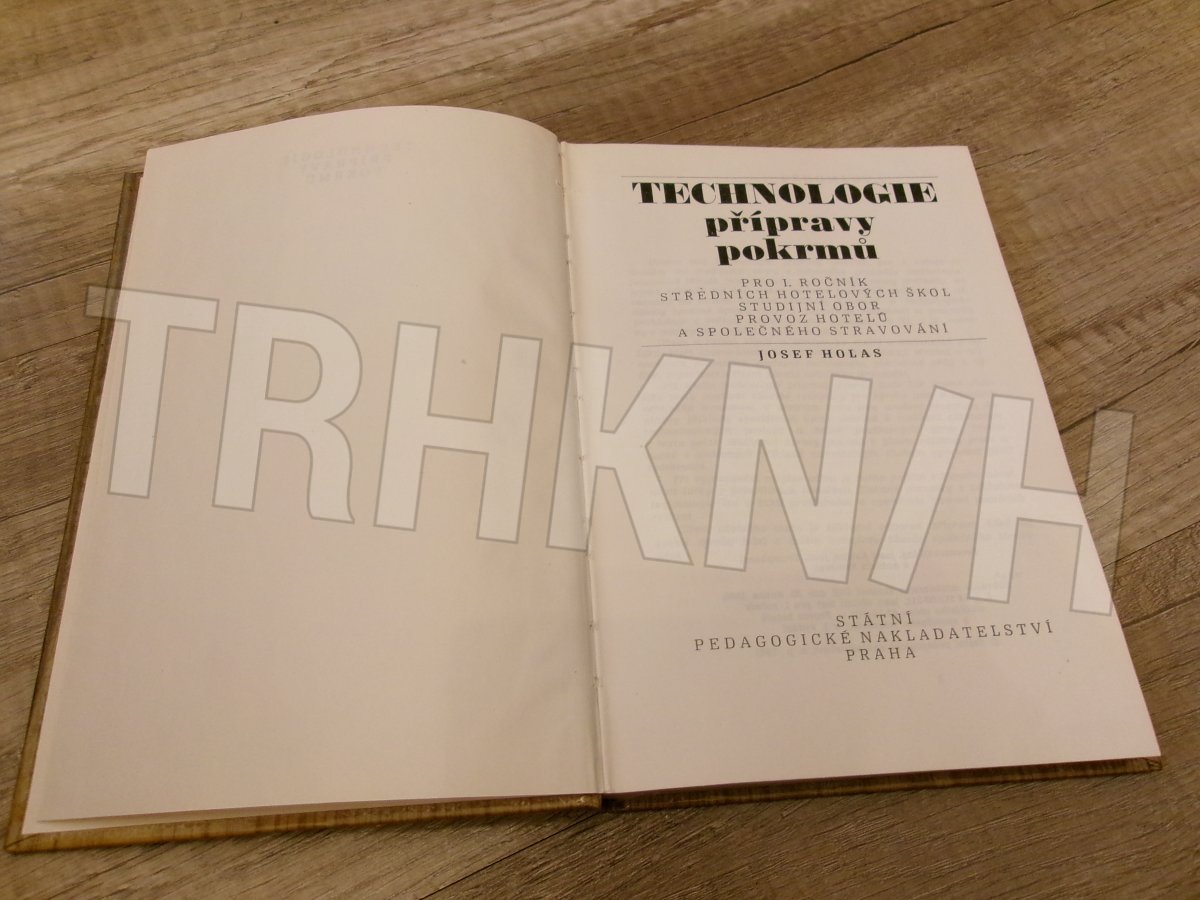 TECHNOLOGIE
přípravy
pokrmů
PRO I. ROČNÍK
STŘEDNÍCH HOTELOVÝCH ŠKOL
STUDIJNÍ OBOR
PROVOZ HOTELŮ
A SPOLEČNÉHO STRAVOVÁNÍ
JOSEF HOLAS
TRHKN/H
STÁTNÍ
PEDAGOGICKÉ NAKLADATELSTVÍ
PRAHA